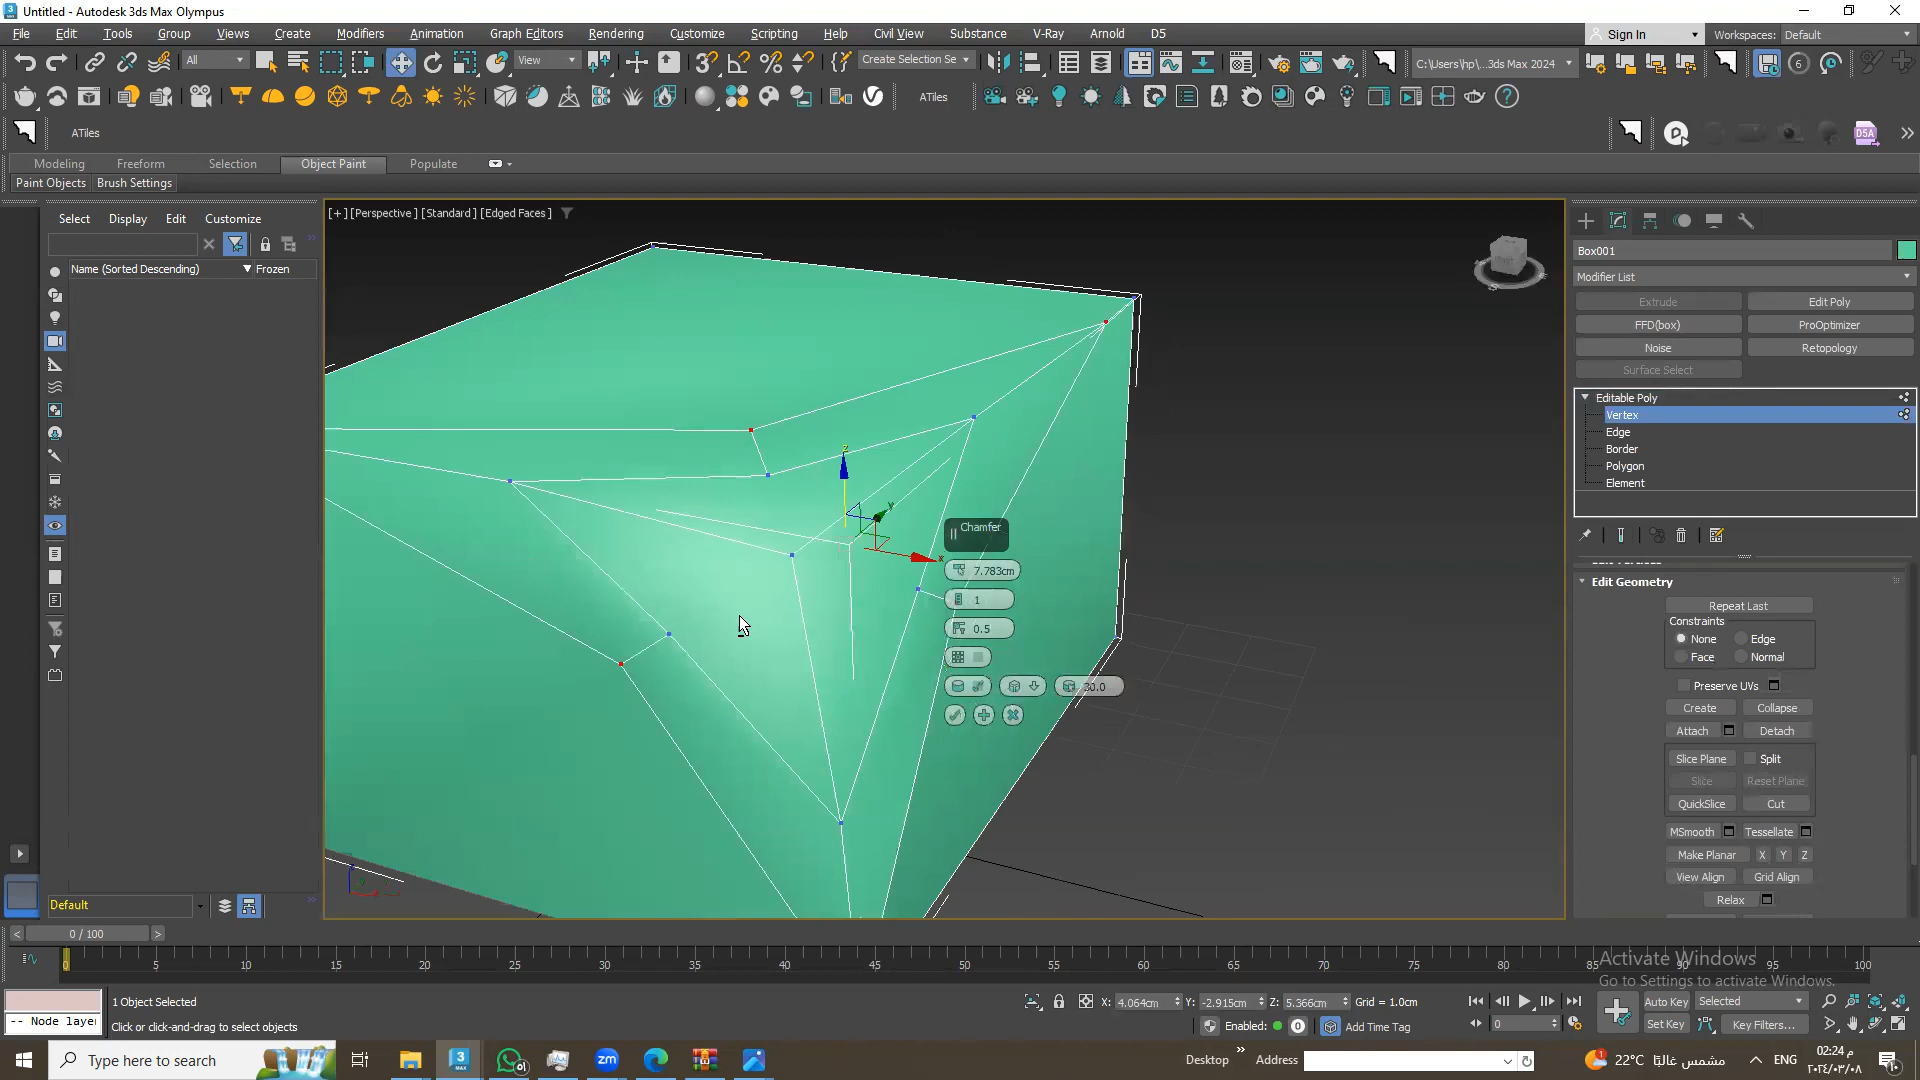 Untitled - Autodesk 3ds Max Olympus
File Edit Tools Group Views Create Modifiers Animation Graph Editors Rendering Customize Scripting Help Civil View Substance V-Ray Arnold D5 Sign In Workspaces: Default
All View Create Selection Se C:\Users\hp\...3ds Max 2024 6
ATiles
ATiles D5A
Modeling Freeform Selection Object Paint Populate
Paint Objects Brush Settings
Select Display Edit Customize
Name (Sorted Descending) Frozen
[+] [Perspective] [Standard] [Edged Faces]
z
y
x
Chamfer
7.783cm
1
0.5
30.0
Box001
Modifier List
Extrude Edit Poly
FFD(box) ProOptimizer
Noise Retopology
Surface Select
Editable Poly
Vertex
Edge
Border
Polygon
Element
Edit Geometry
Repeat Last
Constraints
None Edge
Face Normal
Preserve UVs
Create Collapse
Attach Detach
Slice Plane Split
Slice Reset Plane
QuickSlice Cut
MSmooth Tessellate
Make Planar X Y Z
View Align Grid Align
Relax
Default
0 / 100
0 5 10 15 20 25 30 35 40 45 50 55 60 65 70 75 80 85 90 95 100
Activate Windows
Go to Settings to activate Windows.
1 Object Selected
X: 4.064cm Y: -2.915cm Z: 5.366cm Grid = 1.0cm
Auto Key Selected
-- Node layer
Click or click-and-drag to select objects
Enabled: 0 Add Time Tag
0 Set Key Key Filters...
Type here to search
Desktop Address
22°C مشمس غالبًا ENG
م 02:24
٢٠٢٤/٠٣/٠٨